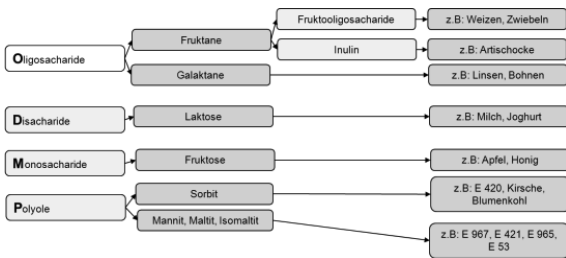 Fruktooligosacharide
z.B: Weizen, Zwiebeln
Fruktane
Inulin
z.B: Artischocke
Oligosacharide
Galaktane
z.B: Linsen, Bohnen
Disacharide
Laktose
z.B: Milch, Joghurt
Monosacharide
Fruktose
z.B: Apfel, Honig
Polyole
Sorbit
z.B: E 420, Kirsche,
Blumenkohl
Mannit, Maltit, Isomaltit
z.B: E 967, E 421, E 965,
E 53